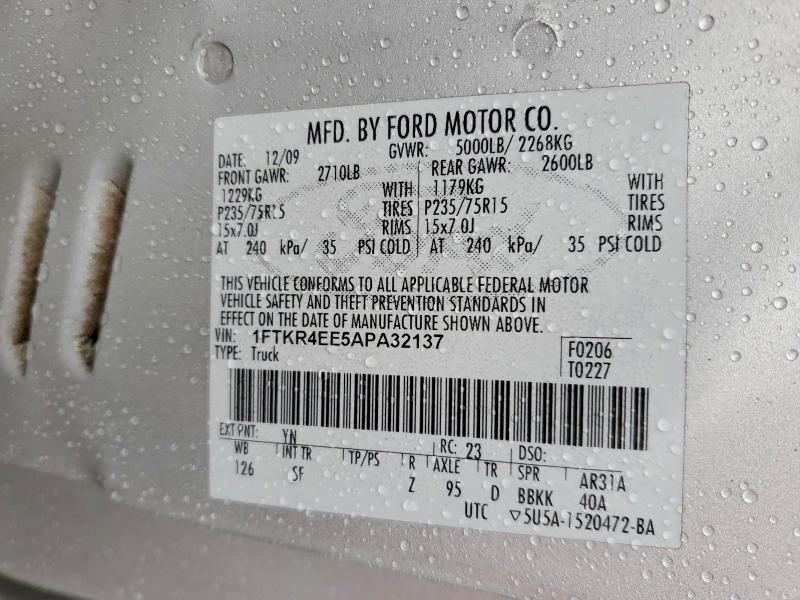 MFD. BY FORD MOTOR CO.
DATE: 12/09 GVWR: 5000LB/ 2268KG
FRONT GAWR: 2710LB REAR GAWR: 2600LB
1229KG WITH 1179KG WITH
P235/75R15 TIRES P235/75R15 TIRES
15x7.0J RIMS 15x7.0J RIMS
AT 240 kPa/ 35 PSI COLD AT 240 kPa/ 35 PSI COLD
THIS VEHICLE CONFORMS TO ALL APPLICABLE FEDERAL MOTOR
VEHICLE SAFETY AND THEFT PREVENTION STANDARDS IN
EFFECT ON THE DATE OF MANUFACTURE SHOWN ABOVE.
VIN: 1FTKR4EE5APA32137
TYPE: Truck F0206
T0227
EXT PNT: YN RC: 23 DSO:
WB INT TR TP/PS R AXLE TR SPR AR31A
126 SF Z 95 D BBKK 40A
UTC ▽5U5A-1520472-BA